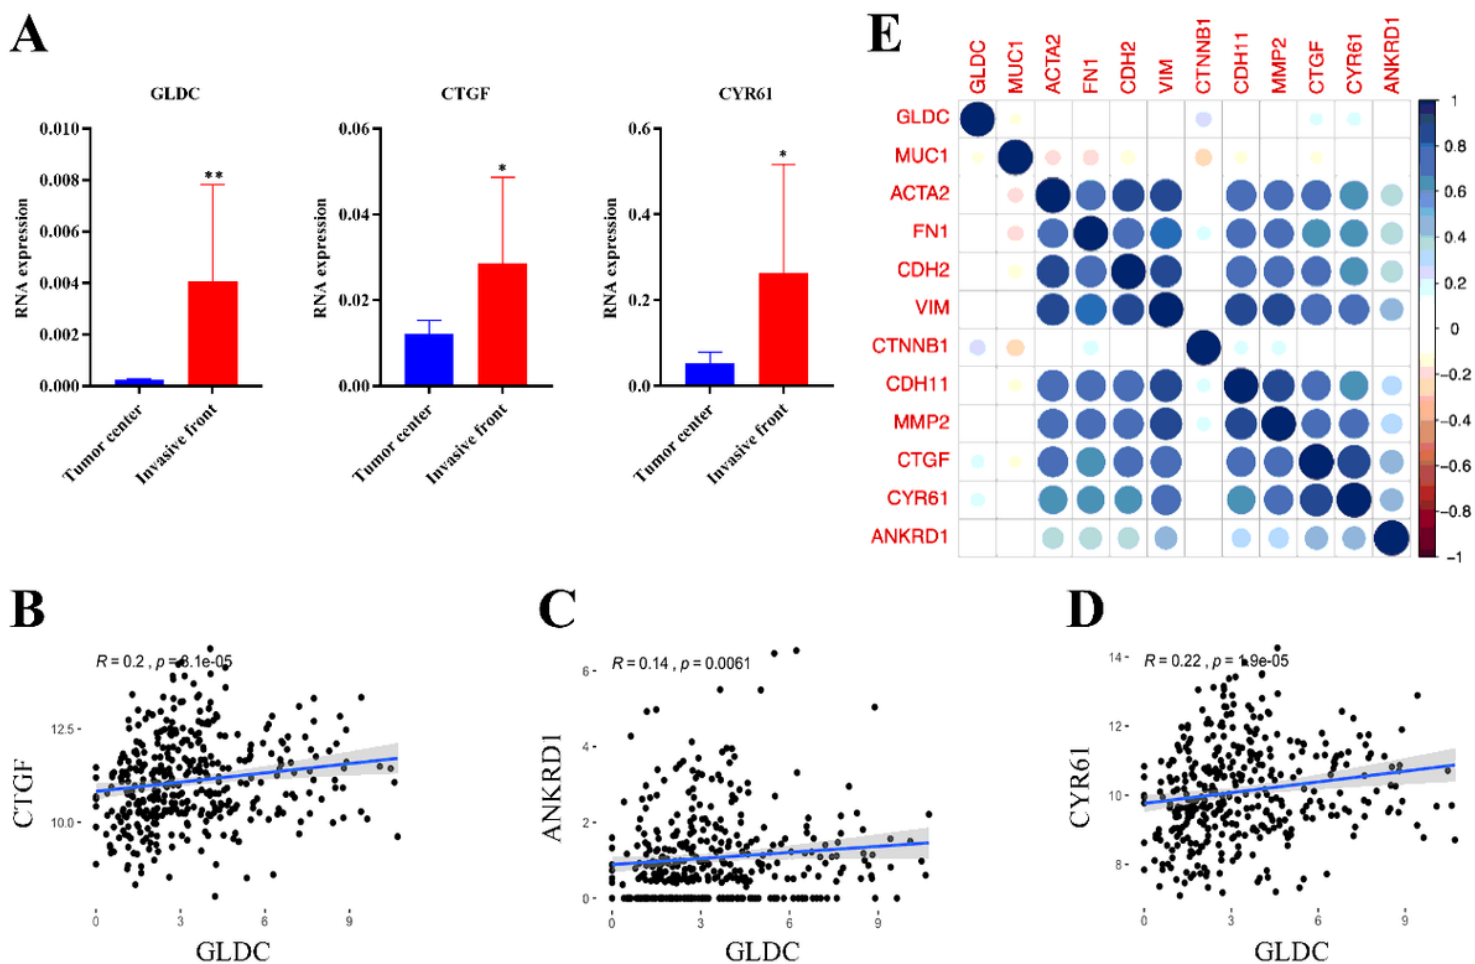 A
GLDC
RNA expression
0.010
0.008
0.006
0.004
0.002
0.000
**
Tumor center
Invasive front
CTGF
RNA expression
0.06
0.04
0.02
0.00
*
Tumor center
Invasive front
CYR61
RNA expression
0.6
0.4
0.2
0.0
*
Tumor center
Invasive front
E
GLDC MUC1 ACTA2 FN1 CDH2 VIM CTNNB1 CDH11 MMP2 CTGF CYR61 ANKRD1
GLDC
MUC1
ACTA2
FN1
CDH2
VIM
CTNNB1
CDH11
MMP2
CTGF
CYR61
ANKRD1
1
0.8
0.6
0.4
0.2
0
−0.2
−0.4
−0.6
−0.8
−1
B
R = 0.2 , p = 3.1e-05
CTGF
12.5
10.0
0 3 6 9
GLDC
C
R = 0.14 , p = 0.0061
ANKRD1
6
4
2
0
0 3 6 9
GLDC
D
R = 0.22 , p = 1.9e-05
CYR61
14
12
10
8
0 3 6 9
GLDC